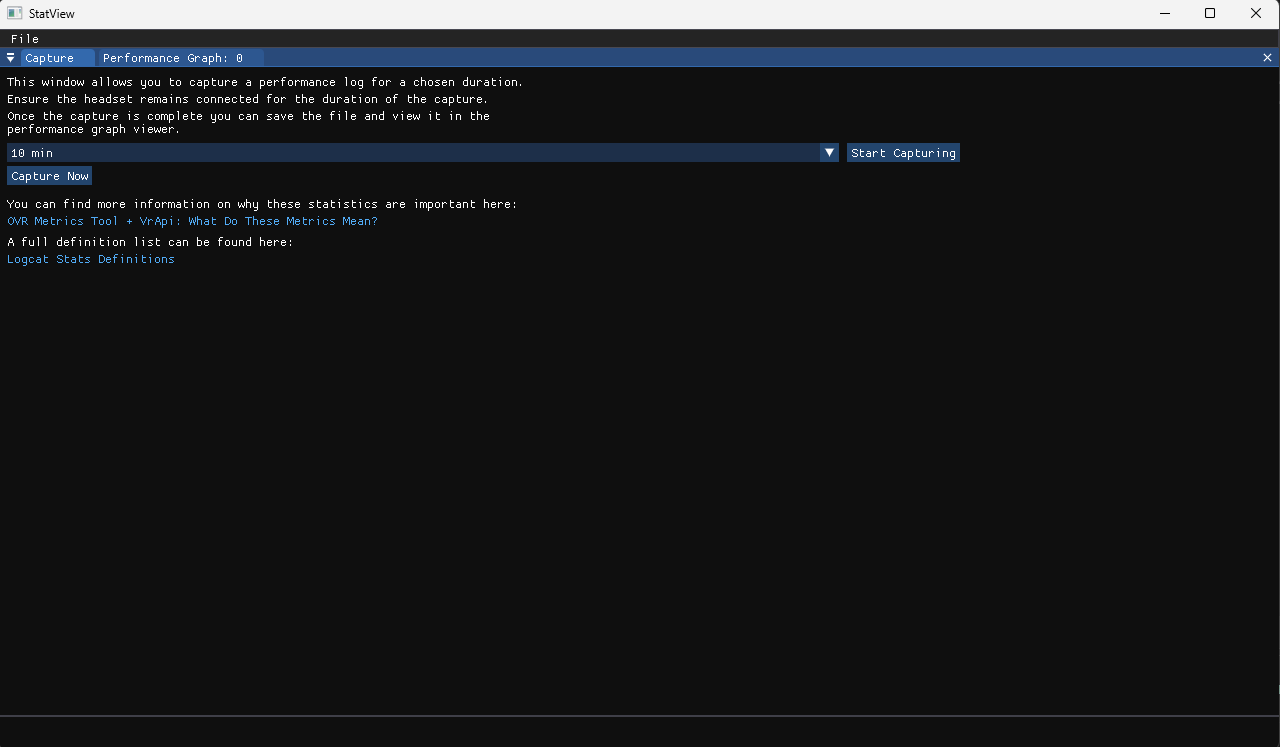 StatView
File
Capture Performance Graph: 0
This window allows you to capture a performance log for a chosen duration.
Ensure the headset remains connected for the duration of the capture.
Once the capture is complete you can save the file and view it in the
performance graph viewer.
10 min Start Capturing
Capture Now
You can find more information on why these statistics are important here:
OVR Metrics Tool + VrApi: What Do These Metrics Mean?
A full definition list can be found here:
Logcat Stats Definitions